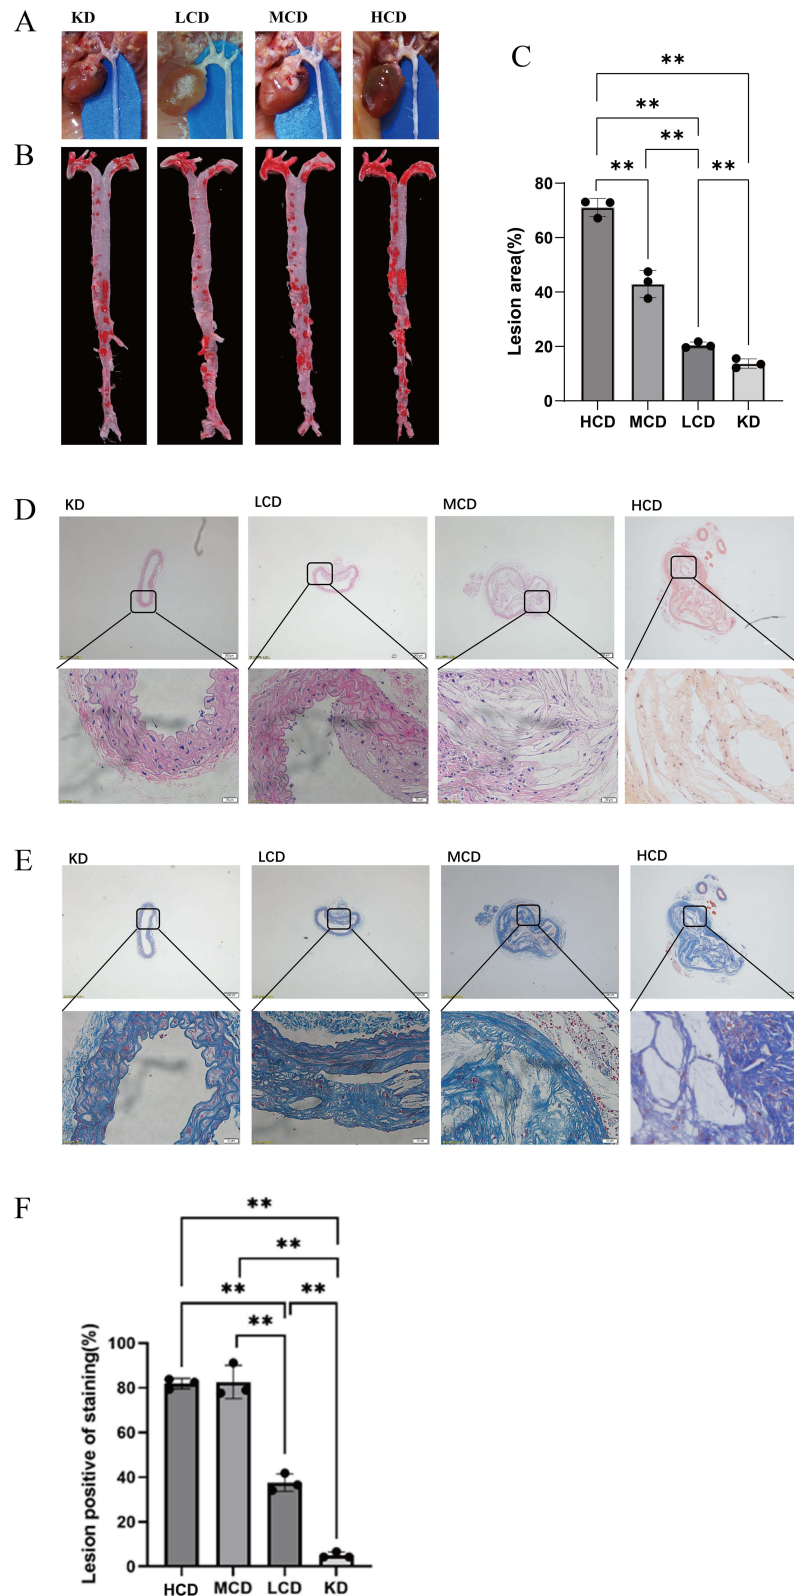 A
KD LCD MCD HCD
B
C
**
**
**
** **
Lesion area(%)
80
60
40
20
0
HCD MCD LCD KD
D
KD LCD MCD HCD
E
KD LCD MCD HCD
F
**
**
** **
**
Lesion positive of staining(%)
100
80
60
40
20
0
HCD MCD LCD KD